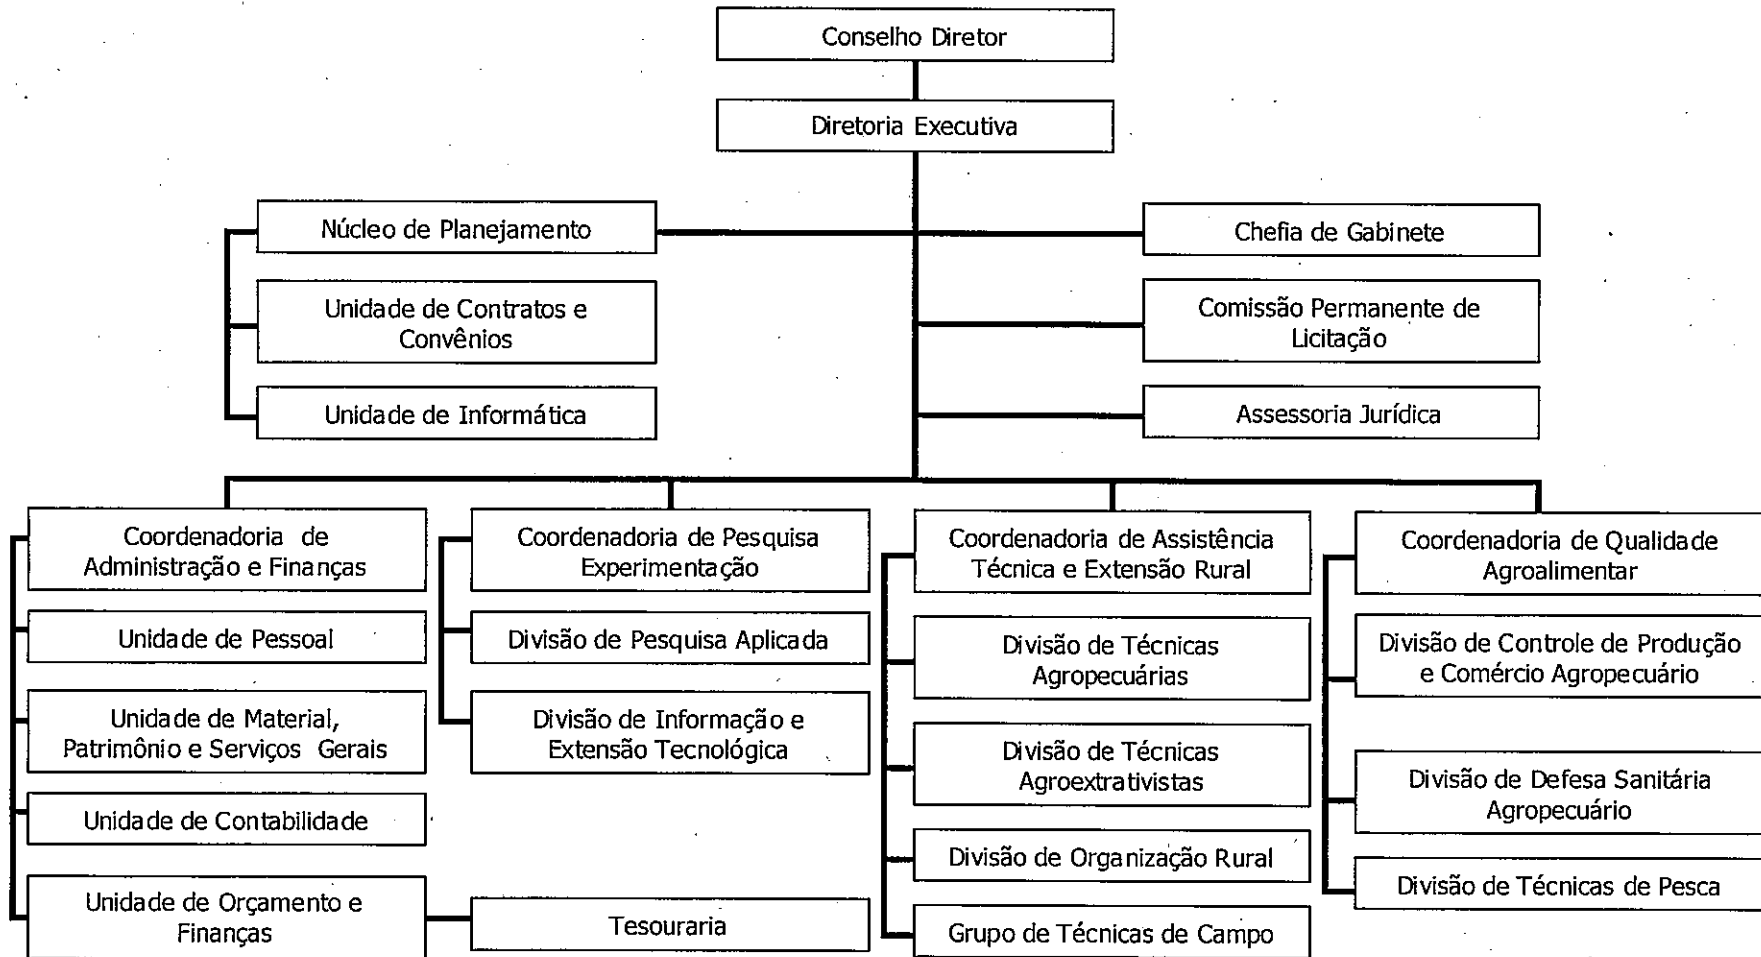 Conselho Diretor
Diretoria Executiva
Núcleo de Planejamento
Chefia de Gabinete
Unidade de Contratos e
Convênios
Comissão Permanente de
Licitação
Unidade de Informática
Assessoria Jurídica
Coordenadoria de
Administração e Finanças
Unidade de Pessoal
Unidade de Material,
Patrimônio e Serviços Gerais
Unidade de Contabilidade
Unidade de Orçamento e
Finanças
Tesouraria
Coordenadoria de Pesquisa
Experimentação
Divisão de Pesquisa Aplicada
Divisão de Informação e
Extensão Tecnológica
Coordenadoria de Assistência
Técnica e Extensão Rural
Divisão de Técnicas
Agropecuárias
Divisão de Técnicas
Agroextrativistas
Divisão de Organização Rural
Grupo de Técnicas de Campo
Coordenadoria de Qualidade
Agroalimentar
Divisão de Controle de Produção
e Comércio Agropecuário
Divisão de Defesa Sanitária
Agropecuário
Divisão de Técnicas de Pesca